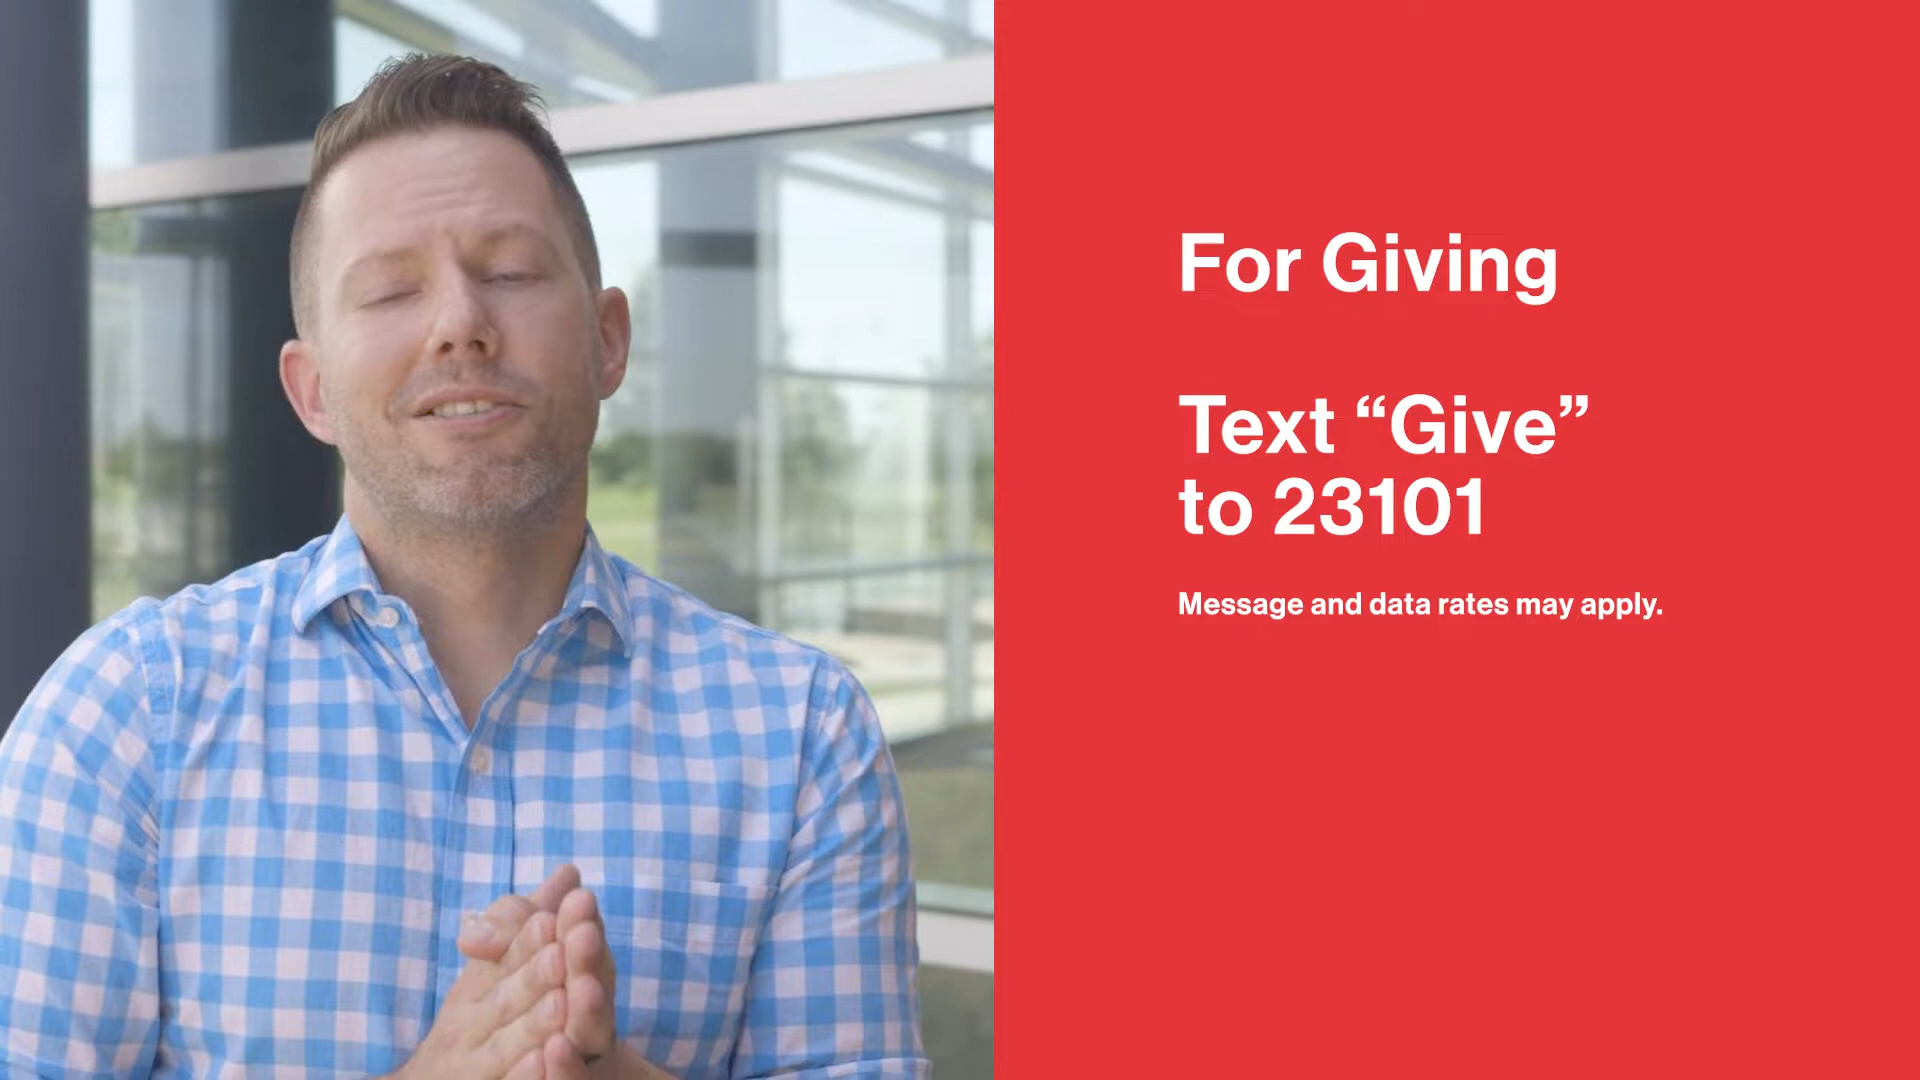 For Giving
Text “Give”
to 23101
Message and data rates may apply.